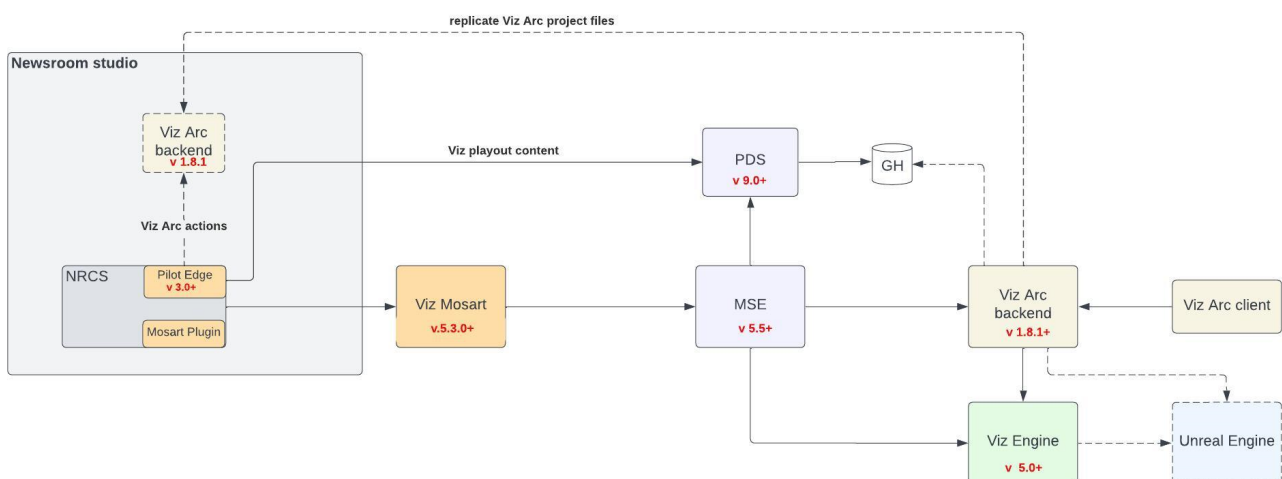 replicate Viz Arc project files
Newsroom studio
Viz Arc
backend
v 1.8.1
Viz Arc actions
Viz playout content
PDS
v 9.0+
GH
NRCS
Pilot Edge
v 3.0+
Mosart Plugin
Viz Mosart
v.5.3.0+
MSE
v 5.5+
Viz Arc
backend
v 1.8.1+
Viz Arc client
Viz Engine
v  5.0+
Unreal Engine